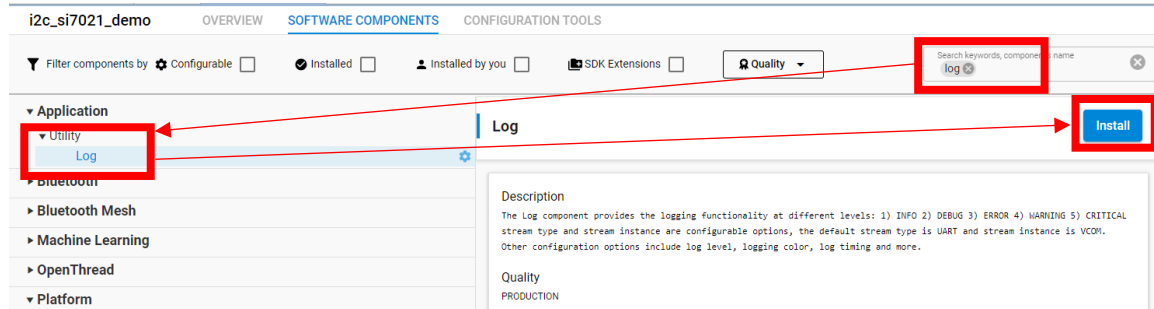 i2c_si7021_demo OVERVIEW SOFTWARE COMPONENTS CONFIGURATION TOOLS
Filter components by Configurable Installed Installed by you SDK Extensions Quality
Search keywords, components name
log
Application
Utility
Log
Bluetooth
Bluetooth Mesh
Machine Learning
OpenThread
Platform
Log
Install
Description
The Log component provides the logging functionality at different levels: 1) INFO 2) DEBUG 3) ERROR 4) WARNING 5) CRITICAL
stream type and stream instance are configurable options, the default stream type is UART and stream instance is VCOM.
Other configuration options include log level, logging color, log timing and more.
Quality
PRODUCTION